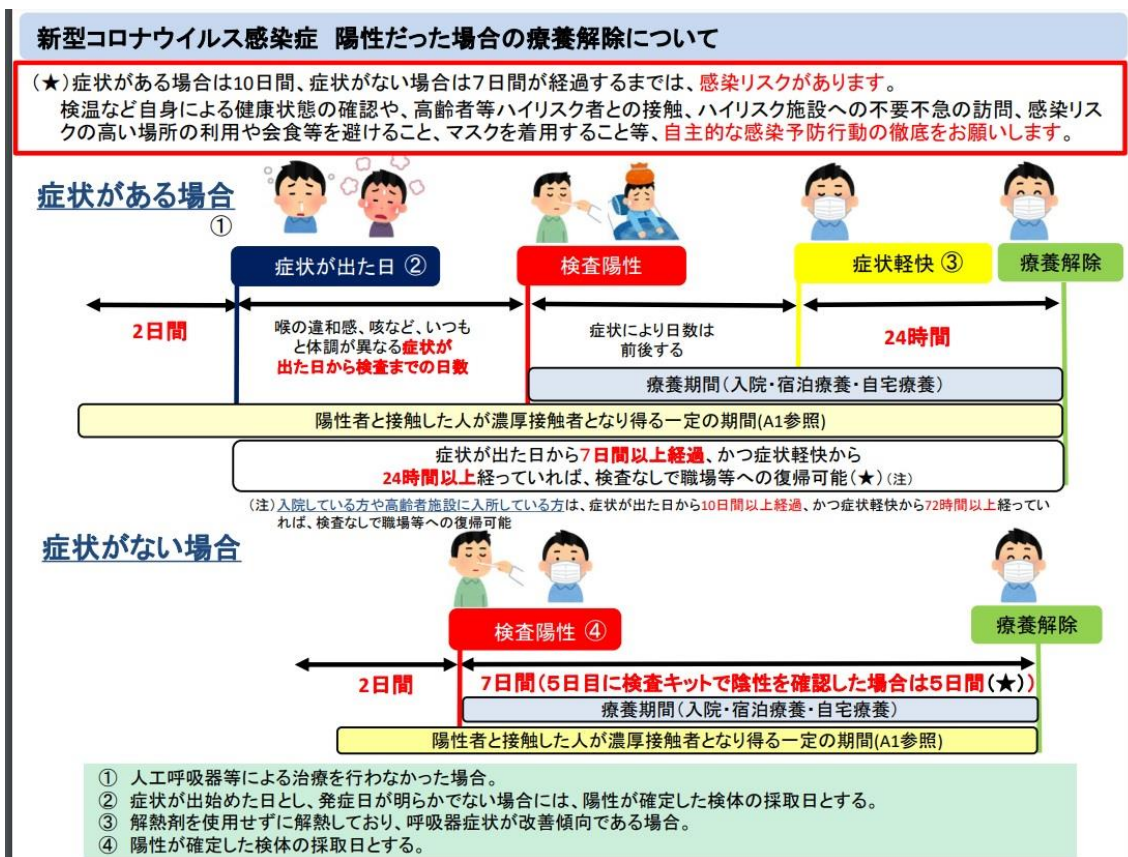 新型コロナウイルス感染症 陽性だった場合の療養解除について
(★)症状がある場合は10日間、症状がない場合は7日間が経過するまでは、感染リスクがあります。
検温など自身による健康状態の確認や、高齢者等ハイリスク者との接触、ハイリスク施設への不要不急の訪問、感染リス
クの高い場所の利用や会食等を避けること、マスクを着用すること等、自主的な感染予防行動の徹底をお願いします。
症状がある場合
①
症状が出た日 ②
検査陽性
症状軽快 ③
療養解除
2日間
喉の違和感、咳など、いつも
と体調が異なる症状が
出た日から検査までの日数
症状により日数は
前後する
24時間
療養期間(入院・宿泊療養・自宅療養)
陽性者と接触した人が濃厚接触者となり得る一定の期間(A1参照)
症状が出た日から7日間以上経過、かつ症状軽快から
24時間以上経っていれば、検査なしで職場等への復帰可能(★)(注)
(注)入院している方や高齢者施設に入所している方は、症状が出た日から10日間以上経過、かつ症状軽快から72時間以上経ってい
れば、検査なしで職場等への復帰可能
症状がない場合
検査陽性 ④
療養解除
2日間
7日間(5日目に検査キットで陰性を確認した場合は5日間(★))
療養期間(入院・宿泊療養・自宅療養)
陽性者と接触した人が濃厚接触者となり得る一定の期間(A1参照)
① 人工呼吸器等による治療を行わなかった場合。
② 症状が出始めた日とし、発症日が明らかでない場合には、陽性が確定した検体の採取日とする。
③ 解熱剤を使用せずに解熱しており、呼吸器症状が改善傾向である場合。
④ 陽性が確定した検体の採取日とする。